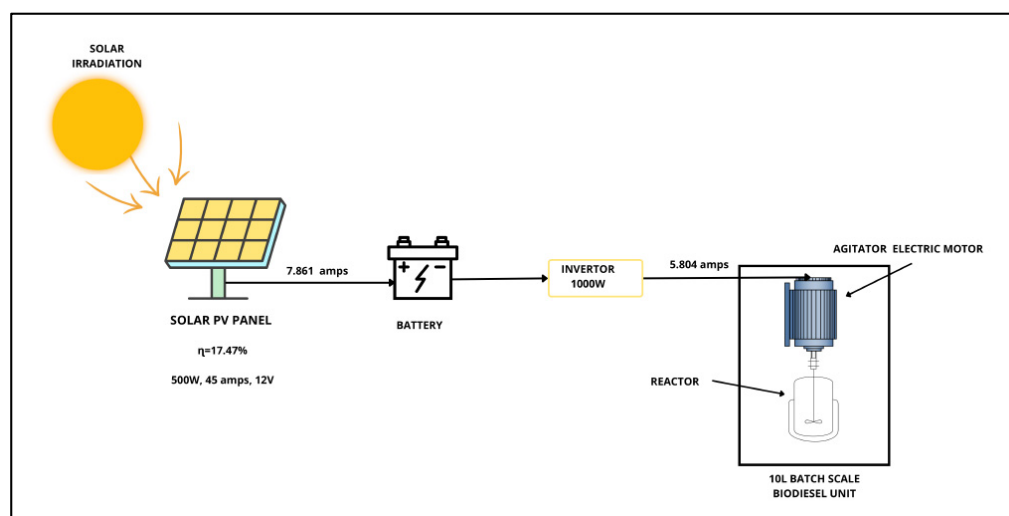 SOLAR
IRRADIATION
7.861 amps
SOLAR PV PANEL
η=17.47%
500W, 45 amps, 12V
BATTERY
INVERTOR
1000W
5.804 amps
AGITATOR ELECTRIC MOTOR
REACTOR
10L BATCH SCALE
BIODIESEL UNIT